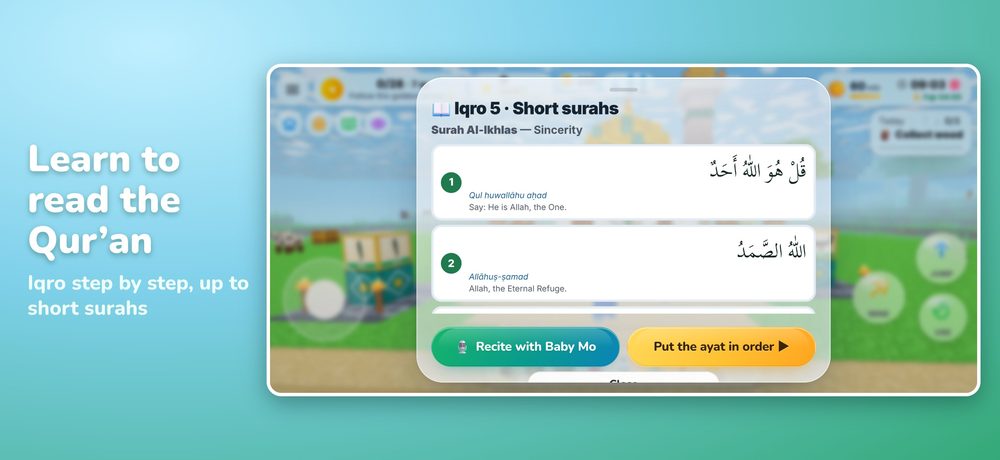 Learn to
read the
Qur’an
Iqro step by step, up to
short surahs
📖 Iqro 5 · Short surahs
Surah Al-Ikhlas — Sincerity
قُلْ هُوَ اللّٰهُ أَحَدٌ
1
Qul huwallāhu aḥad
Say: He is Allah, the One.
اللّٰهُ الصَّمَدُ
2
Allāhuṣ-ṣamad
Allah, the Eternal Refuge.
Recite with Baby Mo
Put the ayat in order ▶
Collect wood